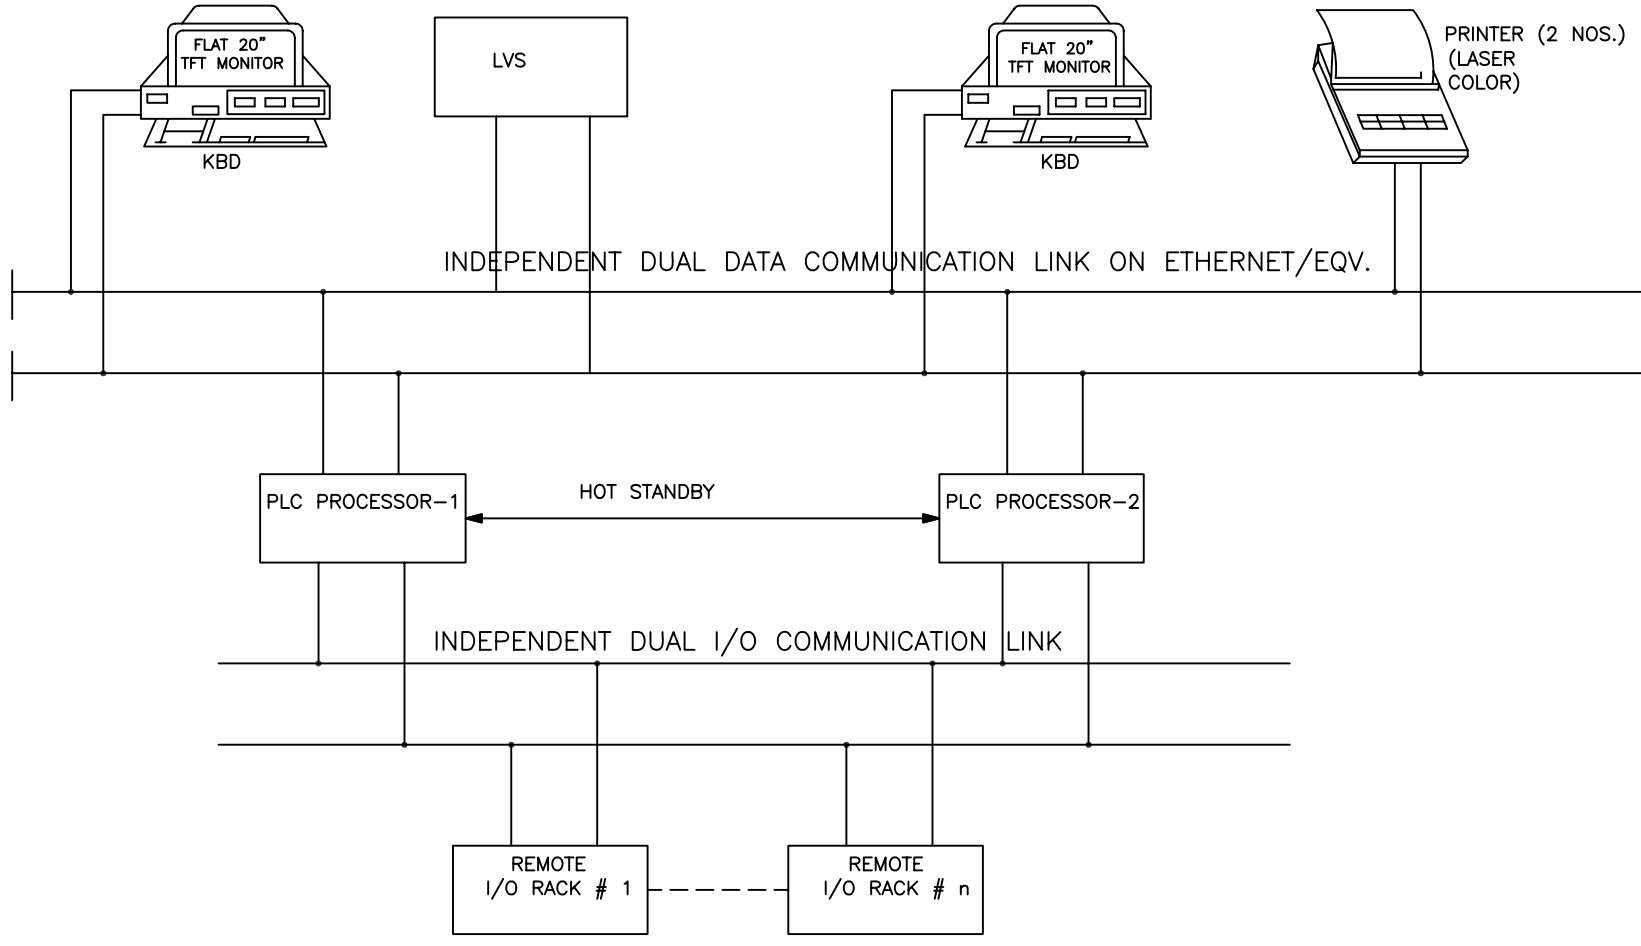 FLAT 20"
TFT MONITOR
KBD
LVS
FLAT 20"
TFT MONITOR
KBD
PRINTER (2 NOS.)
(LASER
COLOR)
INDEPENDENT DUAL DATA COMMUNICATION LINK ON ETHERNET/EQV.
PLC PROCESSOR-1
HOT STANDBY
PLC PROCESSOR-2
INDEPENDENT DUAL I/O COMMUNICATION LINK
REMOTE
I/O RACK # 1
REMOTE
I/O RACK # n